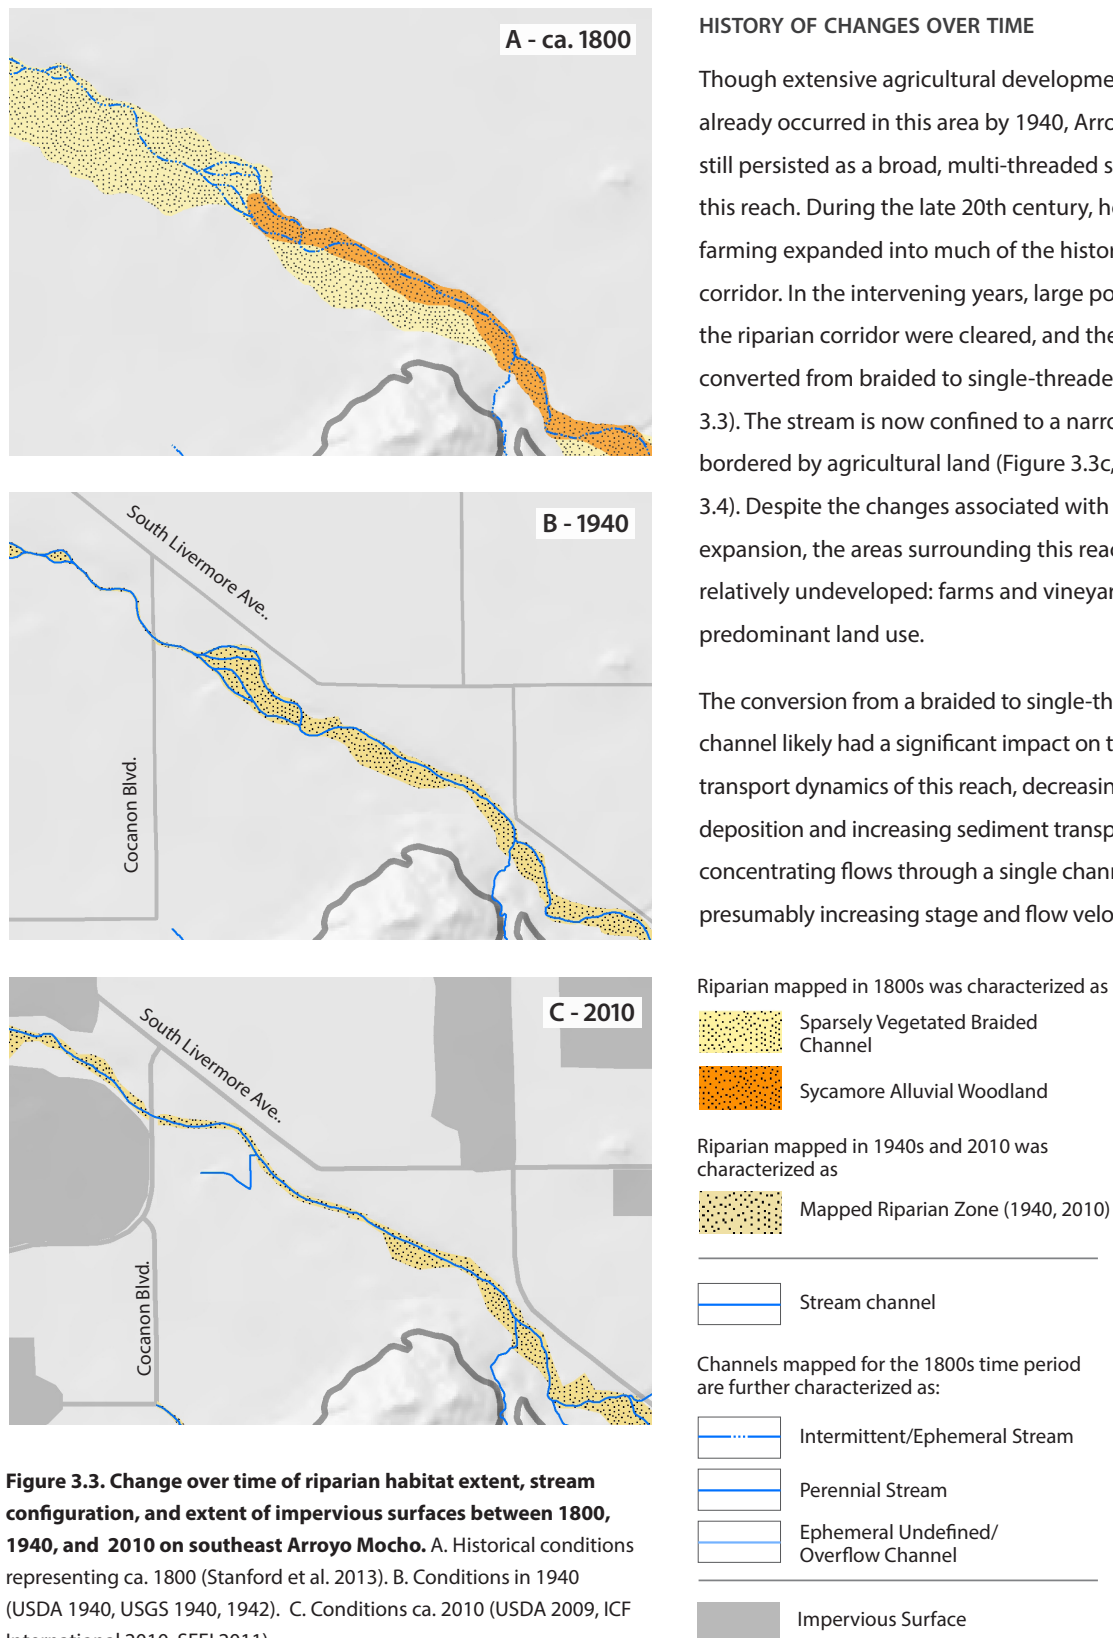 A - ca. 1800
B - 1940
South Livermore Ave..
Cocanon Blvd.
C - 2010
South Livermore Ave..
Cocanon Blvd.
Figure 3.3. Change over time of riparian habitat extent, stream
configuration, and extent of impervious surfaces between 1800,
1940, and 2010 on southeast Arroyo Mocho. A. Historical conditions
representing ca. 1800 (Stanford et al. 2013). B. Conditions in 1940
(USDA 1940, USGS 1940, 1942). C. Conditions ca. 2010 (USDA 2009, ICF
International 2010, SFEI 2011)
HISTORY OF CHANGES OVER TIME
Though extensive agricultural developme
already occurred in this area by 1940, Arro
still persisted as a broad, multi-threaded s
this reach. During the late 20th century, h
farming expanded into much of the histor
corridor. In the intervening years, large po
the riparian corridor were cleared, and the
converted from braided to single-threade
3.3). The stream is now confined to a narro
bordered by agricultural land (Figure 3.3c,
3.4). Despite the changes associated with
expansion, the areas surrounding this reac
relatively undeveloped: farms and vineyar
predominant land use.
The conversion from a braided to single-th
channel likely had a significant impact on t
transport dynamics of this reach, decreasin
deposition and increasing sediment transp
concentrating flows through a single chann
presumably increasing stage and flow velo
Riparian mapped in 1800s was characterized as
Sparsely Vegetated Braided
Channel
Sycamore Alluvial Woodland
Riparian mapped in 1940s and 2010 was
characterized as
Mapped Riparian Zone (1940, 2010)
Stream channel
Channels mapped for the 1800s time period
are further characterized as:
Intermittent/Ephemeral Stream
Perennial Stream
Ephemeral Undefined/
Overflow Channel
Impervious Surface